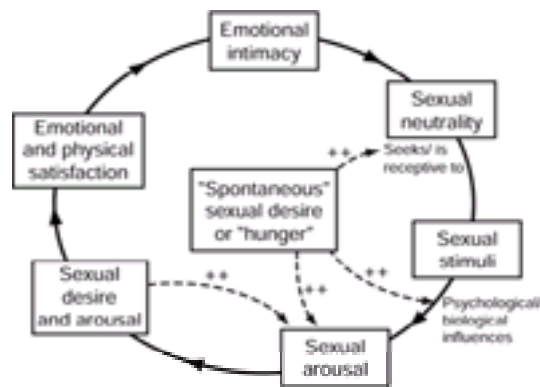 Emotional
intimacy
Sexual
neutrality
++
Seeks/ is
receptive to
Emotional
and physical
satisfaction
"Spontaneous"
sexual desire
or "hunger"
Sexual
stimuli
++
++
++
Sexual
desire
and arousal
Psychological/
biological
influences
Sexual
arousal